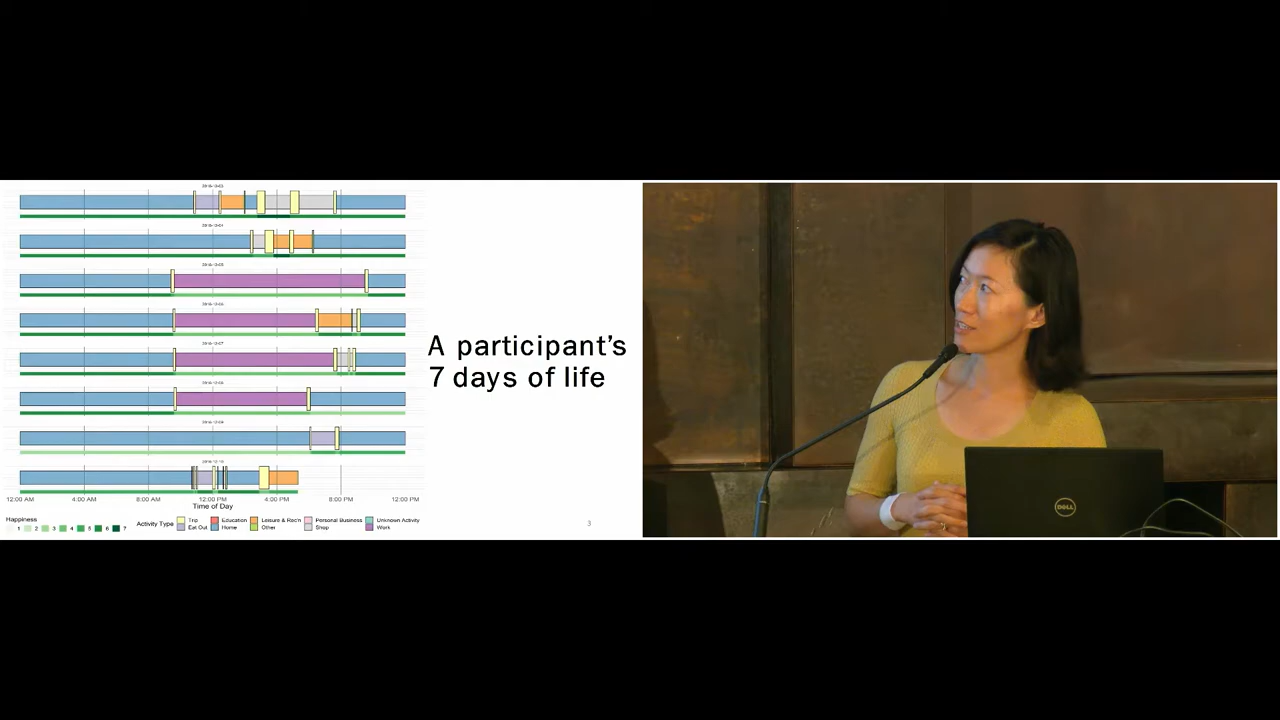 A participant's
7 days of life
12:00 AM 4:00 AM 8:00 AM 12:00 PM 4:00 PM 8:00 PM 12:00 PM
Time of Day
Happiness
1 2 3 4 5 6 7
Activity Type
Trip Education Leisure & Recn Personal Business Unknown Activity
Eat Out Home Other Shop Work
3
DELL